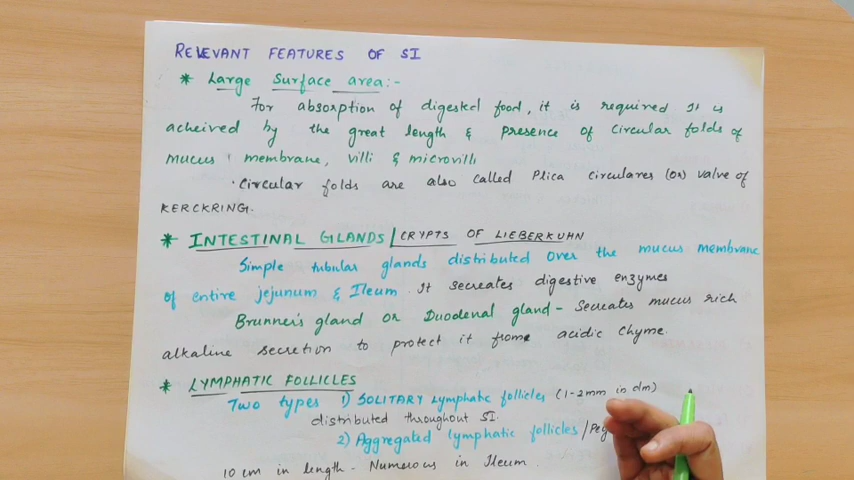 RELEVANT FEATURES OF SI
* Large Surface area:-
For absorption of digested food, it is required It is
acheived by the great length & presence of Circular folds of
mucus membrane, villi & microvilli
Circular folds are also called Plica circulares (or) valve of
KERCKRING.
* INTESTINAL GLANDS/CRYPTS OF LIEBERKUHN
Simple tubular glands distributed over the mucus membrane
of entire jejunum & Ileum. It secreates digestive enzymes
Brunner's gland or Duodenal gland - Secreates mucus rich
alkaline secretion to protect it frome acidic chyme.
* LYMPHATIC FOLLICLES
Two types 1) SOLITARY Lymphatic follicles (1-2mm in dm)
distributed throughout SI.
2) Aggregated lymphatic follicles/Pey
10 cm in length - Numerous in Ileum.